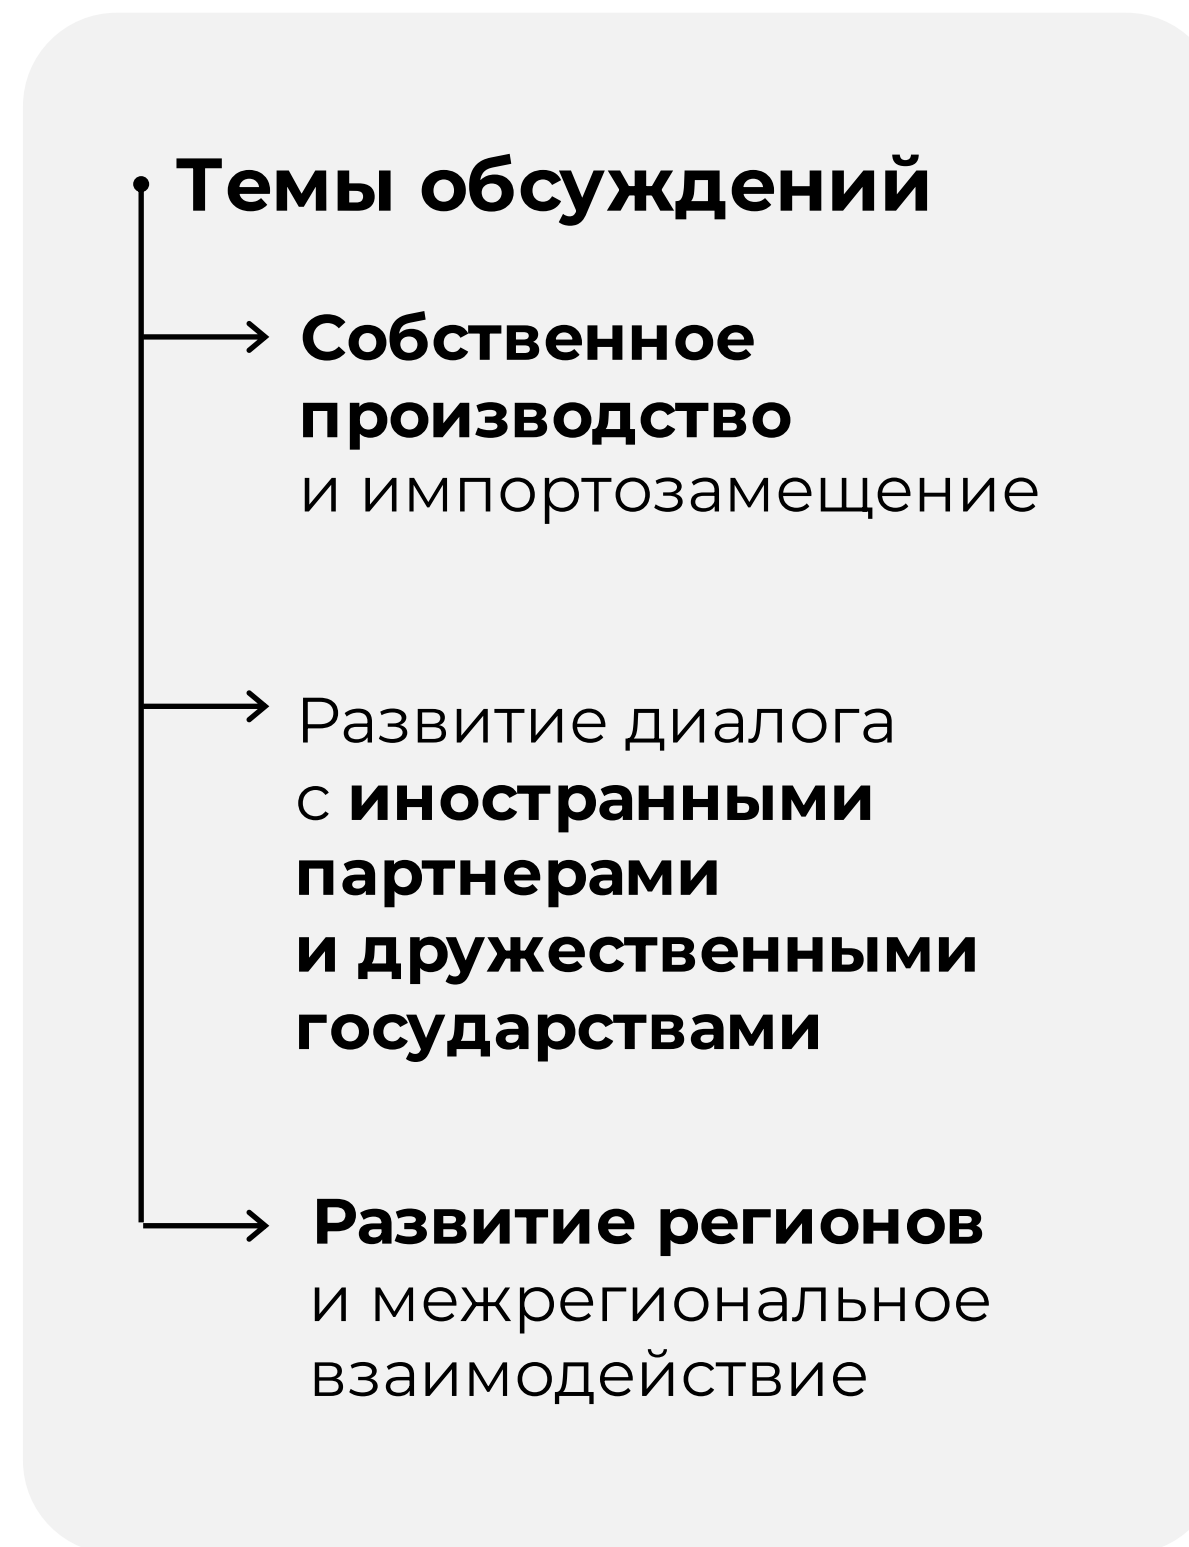 Темы обсуждений
Собственное
производство
и импортозамещение
Развитие диалога
с иностранными
партнерами
и дружественными
государствами
Развитие регионов
и межрегиональное
взаимодействие